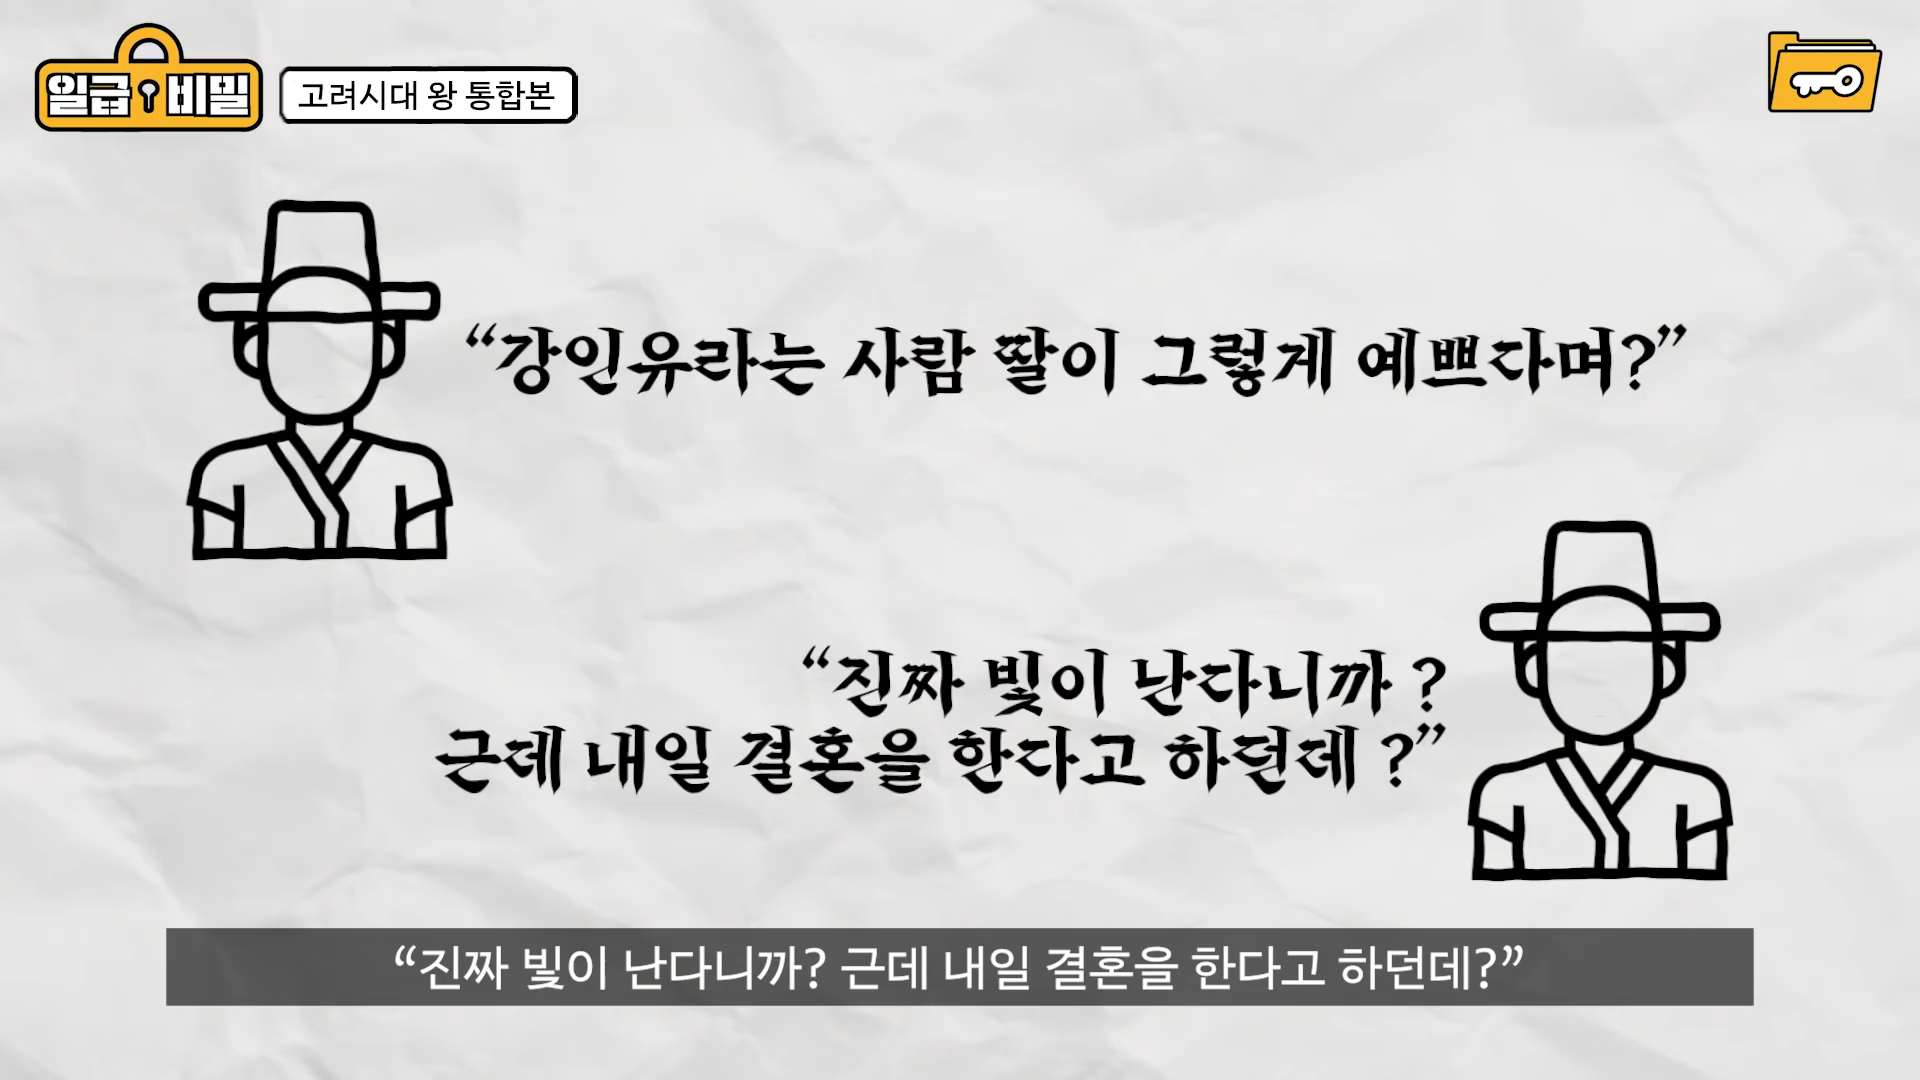 일급비밀
고려시대 왕 통합본
“강인유라는 사람 딸이 그렇게 예쁘다며?”
“진짜 빛이 난다니까 ?
근데 내일 결혼을 한다고 하던데 ?”
“진짜 빛이 난다니까? 근데 내일 결혼을 한다고 하던데?”